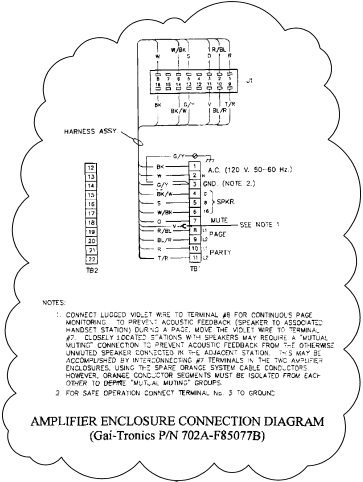 W/BK
R/BL
W
S
O
R
J1
BK
G/Y
V
T/R
BK/W
BL/R
HARNESS ASSY.
G/Y
BK 1 A.C. (120 V. 50-60 Hz.)
W 2 H
G/Y 3 GND (NOTE 2.)
BK/W 4 0
S 5 8 SPKR.
W/BK 6 16
O 7 MUTE
V SEE NOTE 1
R/BL 8 L1 PAGE
BL/R 9 L2
R 10 L1 PARTY
T/R 11 L2
TB1
12
13
14
15
16
17
18
19
20
21
22
TB2
NOTES:
1. CONNECT LUGGED VIOLET WIRE TO TERMINAL #8 FOR CONTINUOUS PAGE
MONITORING. TO PREVENT ACOUSTIC FEEDBACK (SPEAKER TO ASSOCIATED
HANDSET STATION) DURING A PAGE, MOVE THE VIOLET WIRE TO TERMINAL
#7. CLOSELY LOCATED STATIONS WITH SPEAKERS MAY REQUIRE A "MUTUAL
MUTING" CONNECTION TO PREVENT ACOUSTIC FEEDBACK FROM THE OTHERWISE
UNMUTED SPEAKER CONNECTED IN THE ADJACENT STATION. THIS MAY BE
ACCOMPLISHED BY INTERCONNECTING #7 TERMINALS IN THE TWO AMPLIFIER
ENCLOSURES, USING THE SPARE ORANGE SYSTEM CABLE CONDUCTORS.
HOWEVER, ORANGE CONDUCTOR SEGMENTS MUST BE ISOLATED FROM EACH
OTHER TO DEFINE "MUTUAL MUTING" GROUPS.
2. FOR SAFE OPERATION CONNECT TERMINAL No. 3 TO GROUND
AMPLIFIER ENCLOSURE CONNECTION DIAGRAM
(Gai-Tronics P/N 702A-F85077B)